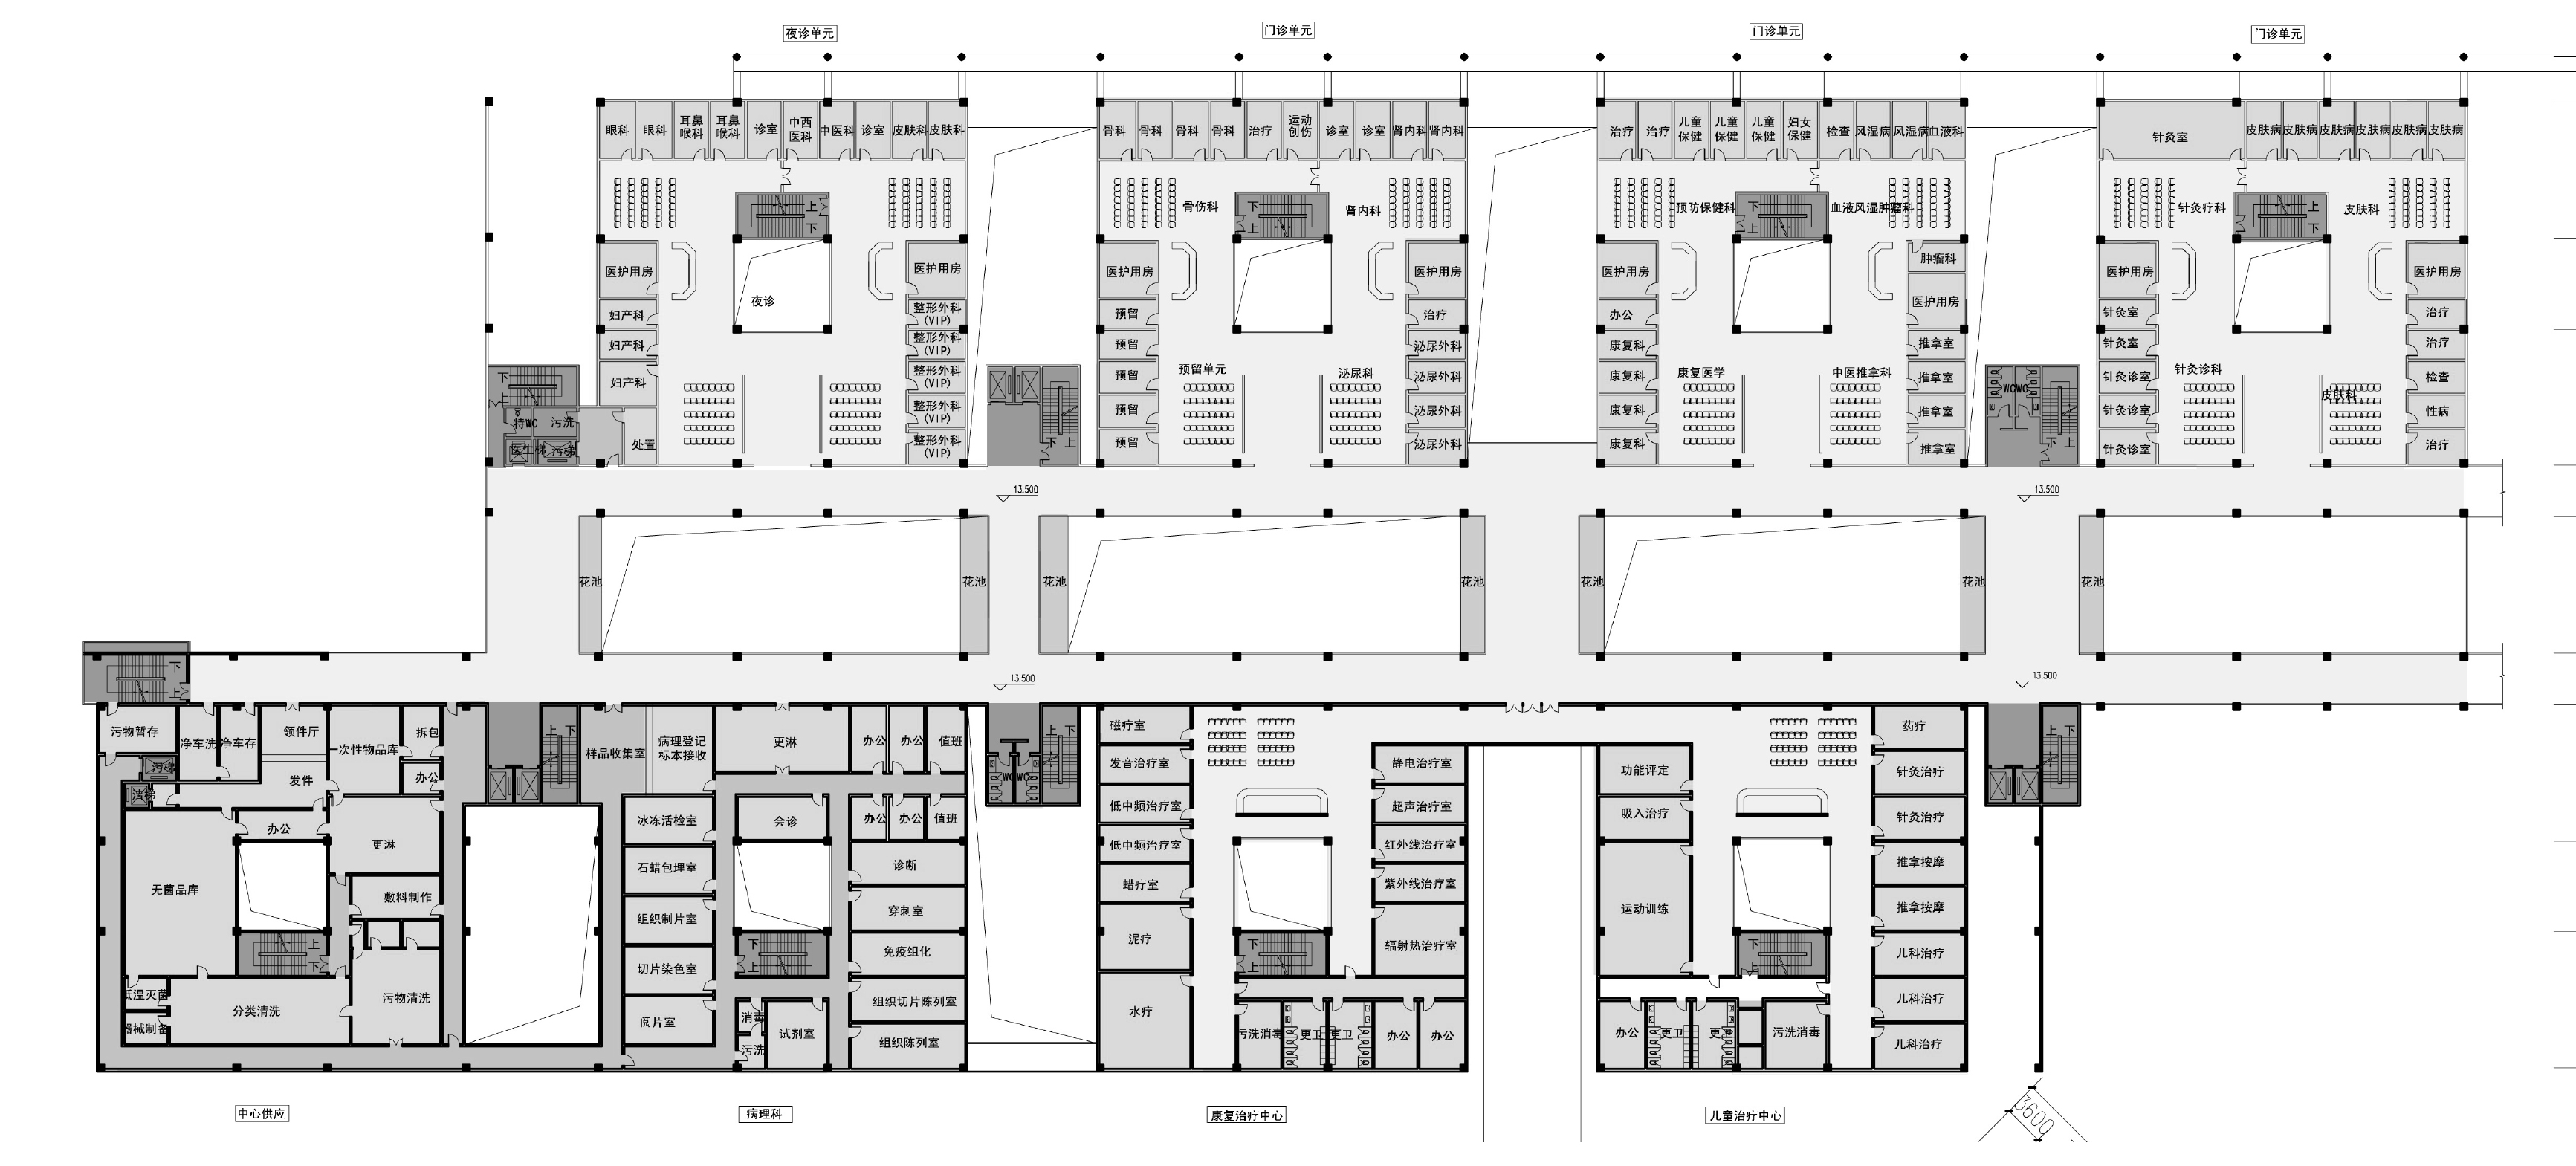 夜诊单元
门诊单元
门诊单元
门诊单元
眼科
眼科
耳鼻
喉科
耳鼻
喉科
诊室
中西
医科
中医科
诊室
皮肤科
皮肤科
骨科
骨科
骨科
骨科
治疗
运动
创伤
诊室
诊室
肾内科
肾内科
治疗
治疗
儿童
保健
儿童
保健
儿童
保健
妇女
保健
检查
风湿病
风湿病
血液科
针灸室
皮肤病
皮肤病
皮肤病
皮肤病
皮肤病
皮肤病
上
下
骨伤科
下
上
肾内科
预防保健科
下
上
血液风湿肿瘤科
针灸疗科
上
下
皮肤科
医护用房
夜诊
医护用房
医护用房
医护用房
医护用房
肿瘤科
医护用房
医护用房
医护用房
妇产科
妇产科
妇产科
整形外科
(VIP)
整形外科
(VIP)
整形外科
(VIP)
整形外科
(VIP)
整形外科
(VIP)
预留
预留
预留
预留
预留
预留单元
泌尿科
治疗
泌尿外科
泌尿外科
泌尿外科
泌尿外科
办公
康复科
康复科
康复科
康复科
康复医学
中医推拿科
推拿室
推拿室
推拿室
推拿室
针灸室
针灸室
针灸诊室
针灸诊室
针灸诊室
针灸诊科
皮肤科
治疗
治疗
检查
性病
治疗
下
上
特WC
污洗
医生梯
污梯
处置
下
上
WC
WC
下
上
13.500
13.500
花池
花池
花池
花池
花池
花池
花池
下
上
13.500
13.500
污物暂存
净车洗
净车存
领件厅
一次性物品库
拆包
办公
污梯
洁梯
发件
办公
更淋
无菌品库
敷料制作
上
下
低温灭菌
器械制备
分类清洗
污物清洗
上
下
样品收集室
病理登记
标本接收
更淋
办公
办公
值班
冰冻活检室
会诊
办公
办公
值班
石蜡包埋室
诊断
组织制片室
穿刺室
切片染色室
下
上
免疫组化
阅片室
消毒
污洗
试剂室
组织切片陈列室
组织陈列室
WC
WC
上
下
磁疗室
发音治疗室
低中频治疗室
低中频治疗室
蜡疗室
泥疗
水疗
静电治疗室
超声治疗室
红外线治疗室
紫外线治疗室
辐射热治疗室
下
上
污洗消毒
更卫
更卫
办公
办公
功能评定
吸入治疗
运动训练
下
上
办公
更卫
更卫
污洗消毒
药疗
针灸治疗
针灸治疗
推拿按摩
推拿按摩
儿科治疗
儿科治疗
儿科治疗
上
下
中心供应
病理科
康复治疗中心
儿童治疗中心
3600